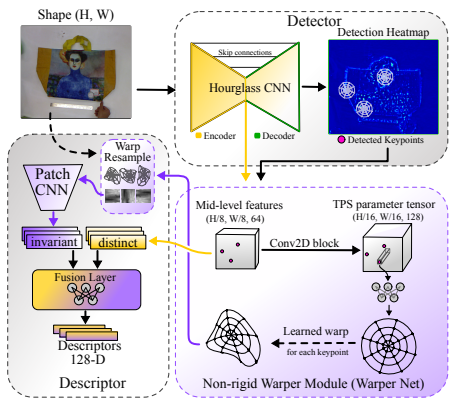 Shape (H, W)
Detector
Skip connections
Hourglass CNN
Encoder
Decoder
Detection Heatmap
Detected Keypoints
Warp
Resample
Patch
CNN
invariant
distinct
Fusion Layer
Descriptors
128-D
Descriptor
Mid-level features
(H/8, W/8, 64)
TPS parameter tensor
(H/16, W/16, 128)
Conv2D block
Learned warp
for each keypoint
Non-rigid Warper Module (Warper Net)